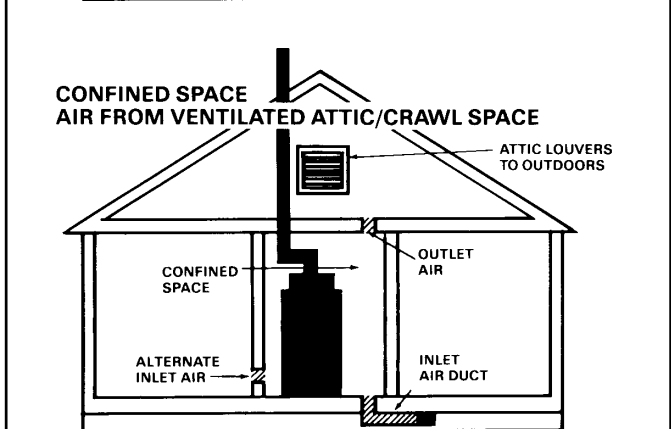 CONFINED SPACE
AIR FROM VENTILATED ATTIC/CRAWL SPACE
ATTIC LOUVERS
TO OUTDOORS
OUTLET
AIR
CONFINED
SPACE
ALTERNATE
INLET AIR
INLET
AIR DUCT